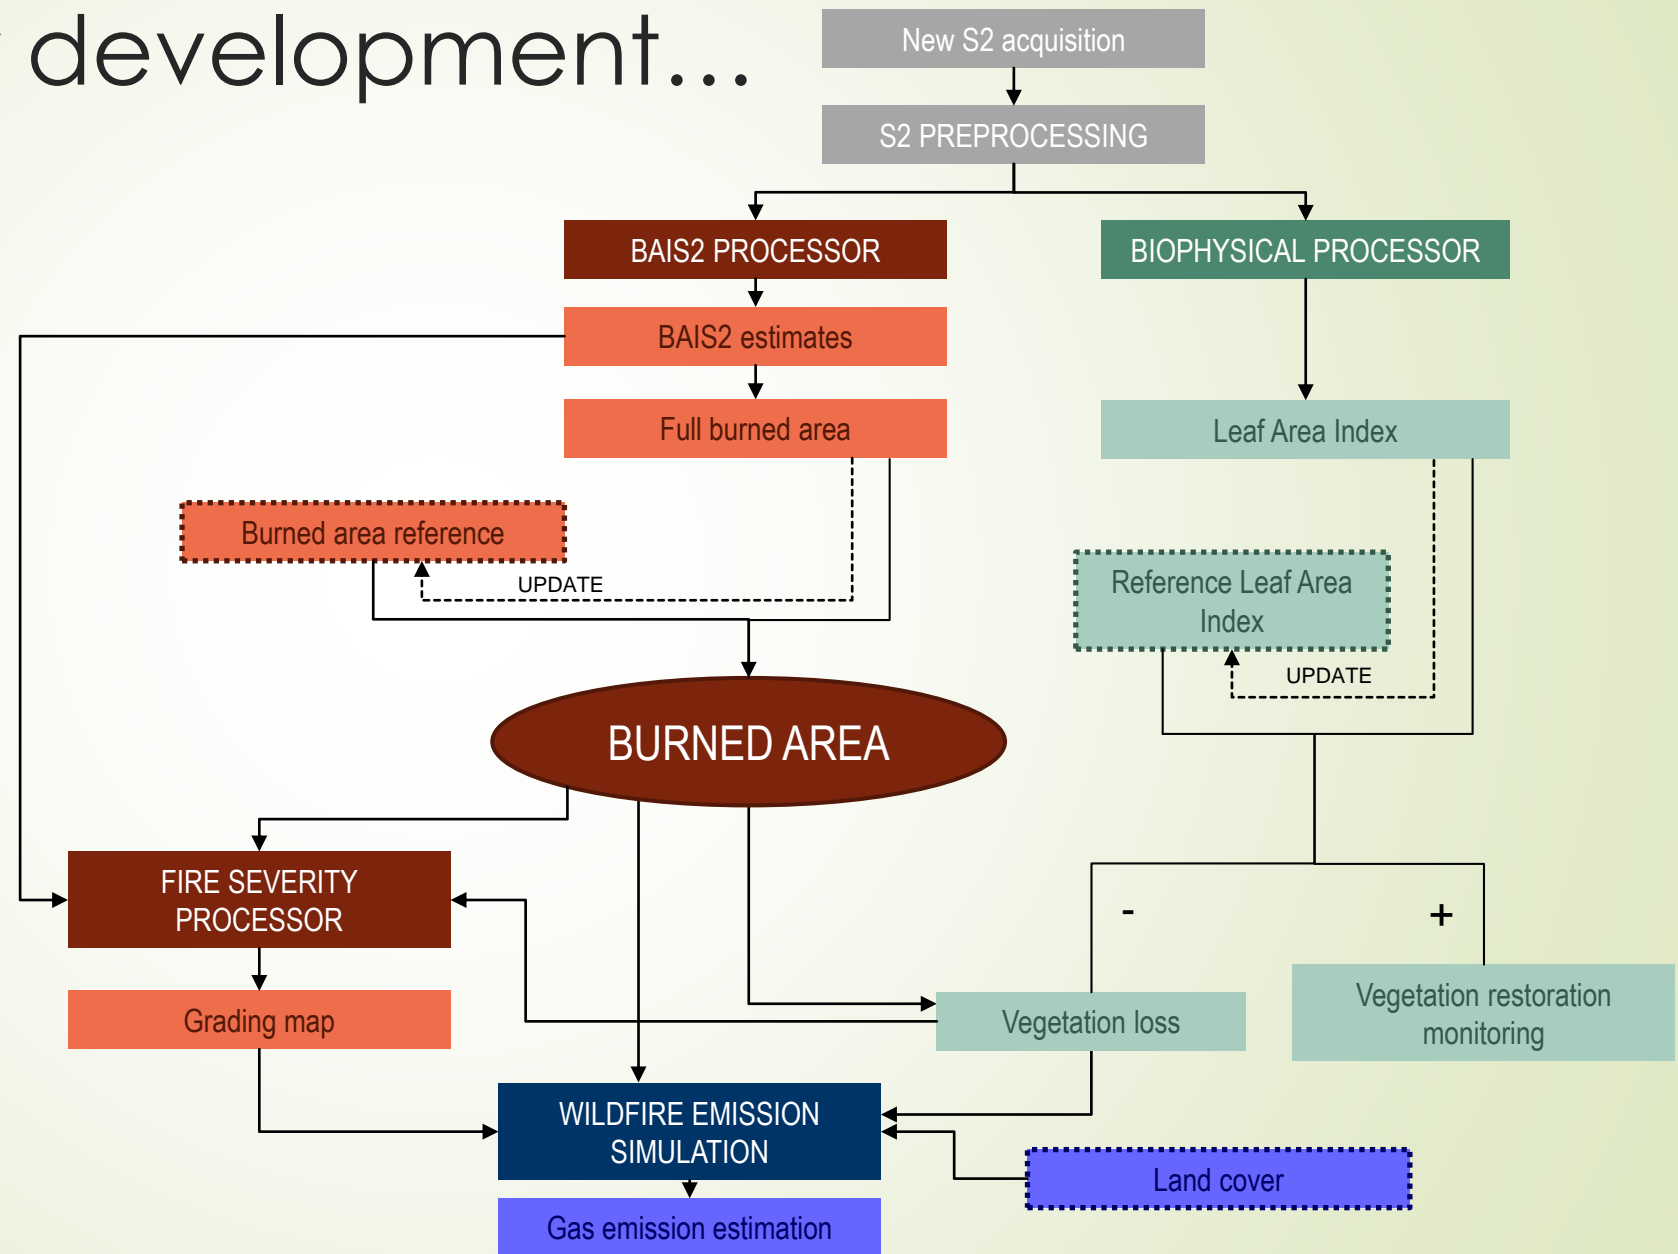 development...
New S2 acquisition
S2 PREPROCESSING
BAIS2 PROCESSOR
BIOPHYSICAL PROCESSOR
BAIS2 estimates
Full burned area
Leaf Area Index
Burned area reference
UPDATE
Reference Leaf Area
Index
UPDATE
BURNED AREA
FIRE SEVERITY
PROCESSOR
-
+
Grading map
Vegetation loss
Vegetation restoration
monitoring
WILDFIRE EMISSION
SIMULATION
Land cover
Gas emission estimation